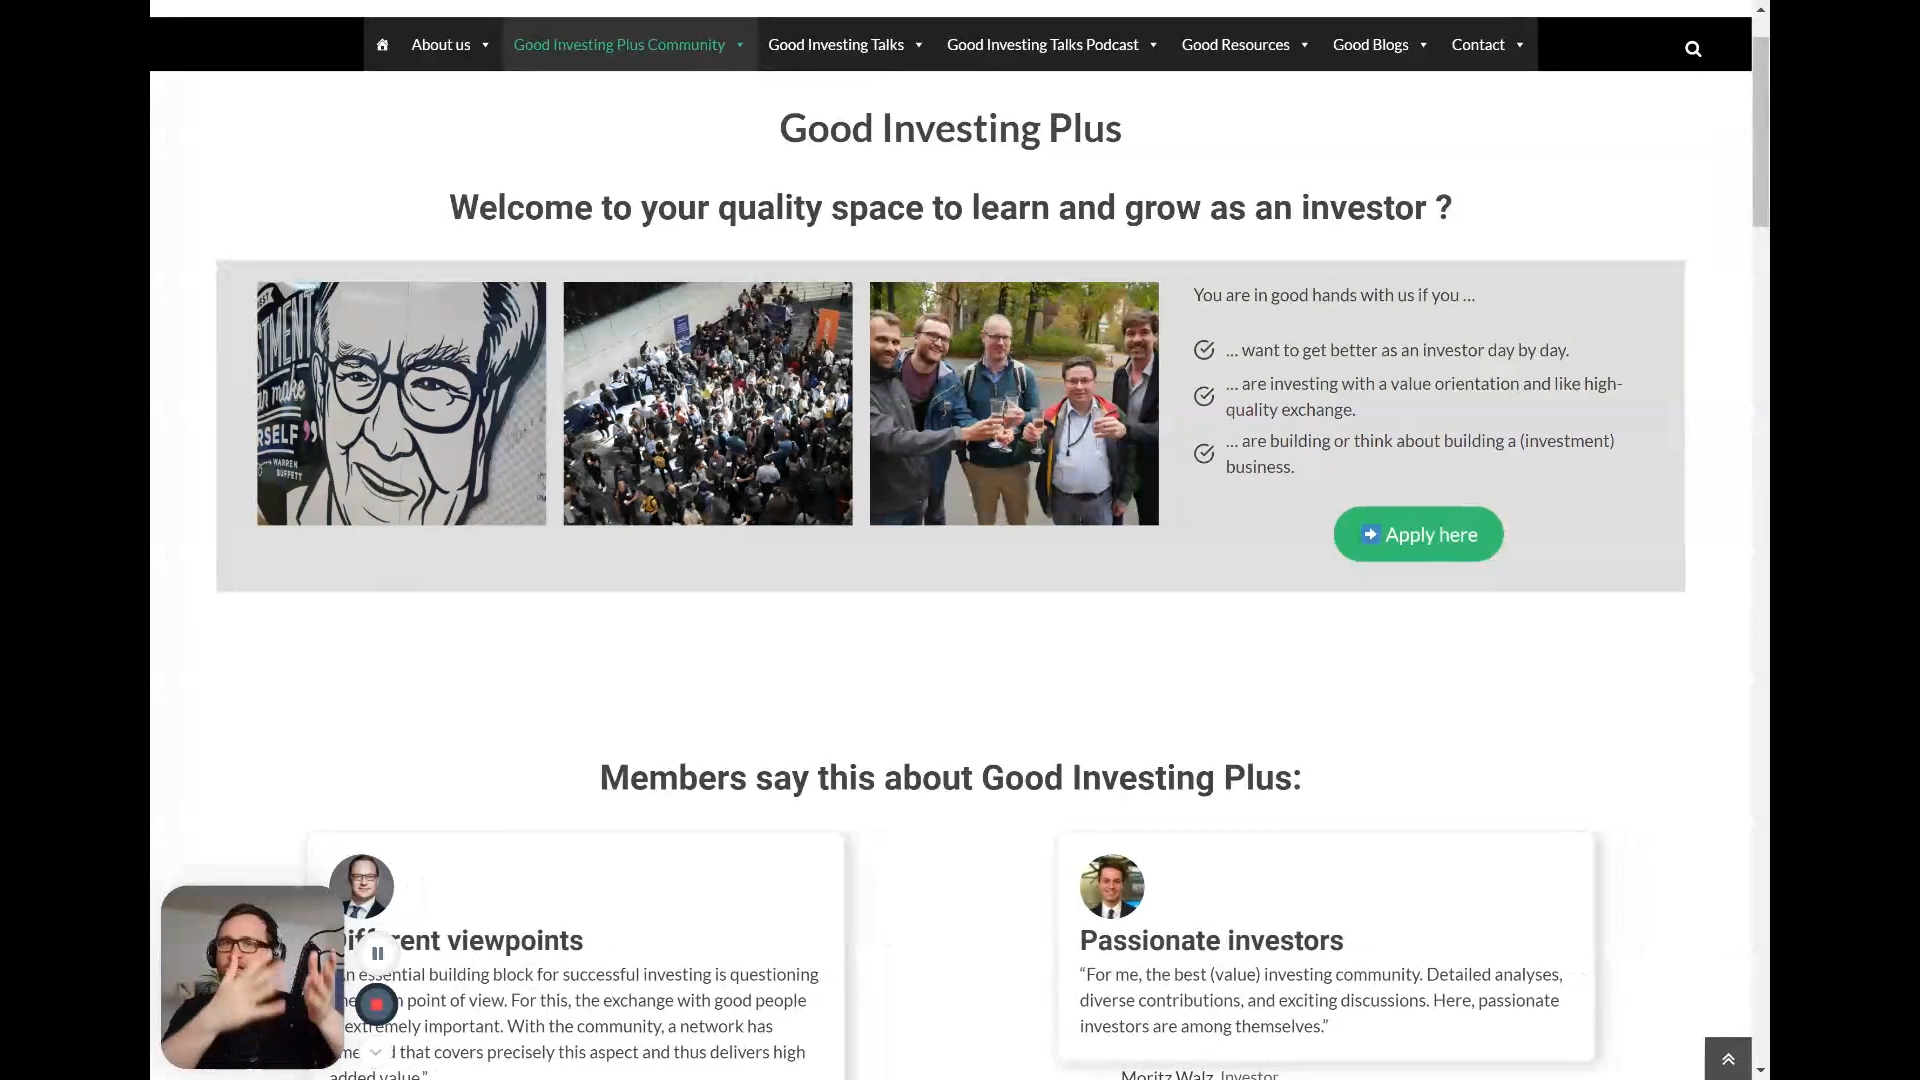 About us
Good Investing Plus Community
Good Investing Talks
Good Investing Talks Podcast
Good Resources
Good Blogs
Contact
Good Investing Plus
Welcome to your quality space to learn and grow as an investor ?
make
WARREN
BUFFETT
You are in good hands with us if you ...
... want to get better as an investor day by day.
... are investing with a value orientation and like high-
quality exchange.
... are building or think about building a (investment)
business.
Apply here
Members say this about Good Investing Plus:
viewpoints
essential building block for successful investing is questioning
point of view. For this, the exchange with good people
extremely important. With the community, a network has
that covers precisely this aspect and thus delivers high
added value.”
Passionate investors
“For me, the best (value) investing community. Detailed analyses,
diverse contributions, and exciting discussions. Here, passionate
investors are among themselves.”
Moritz Walz, Investor